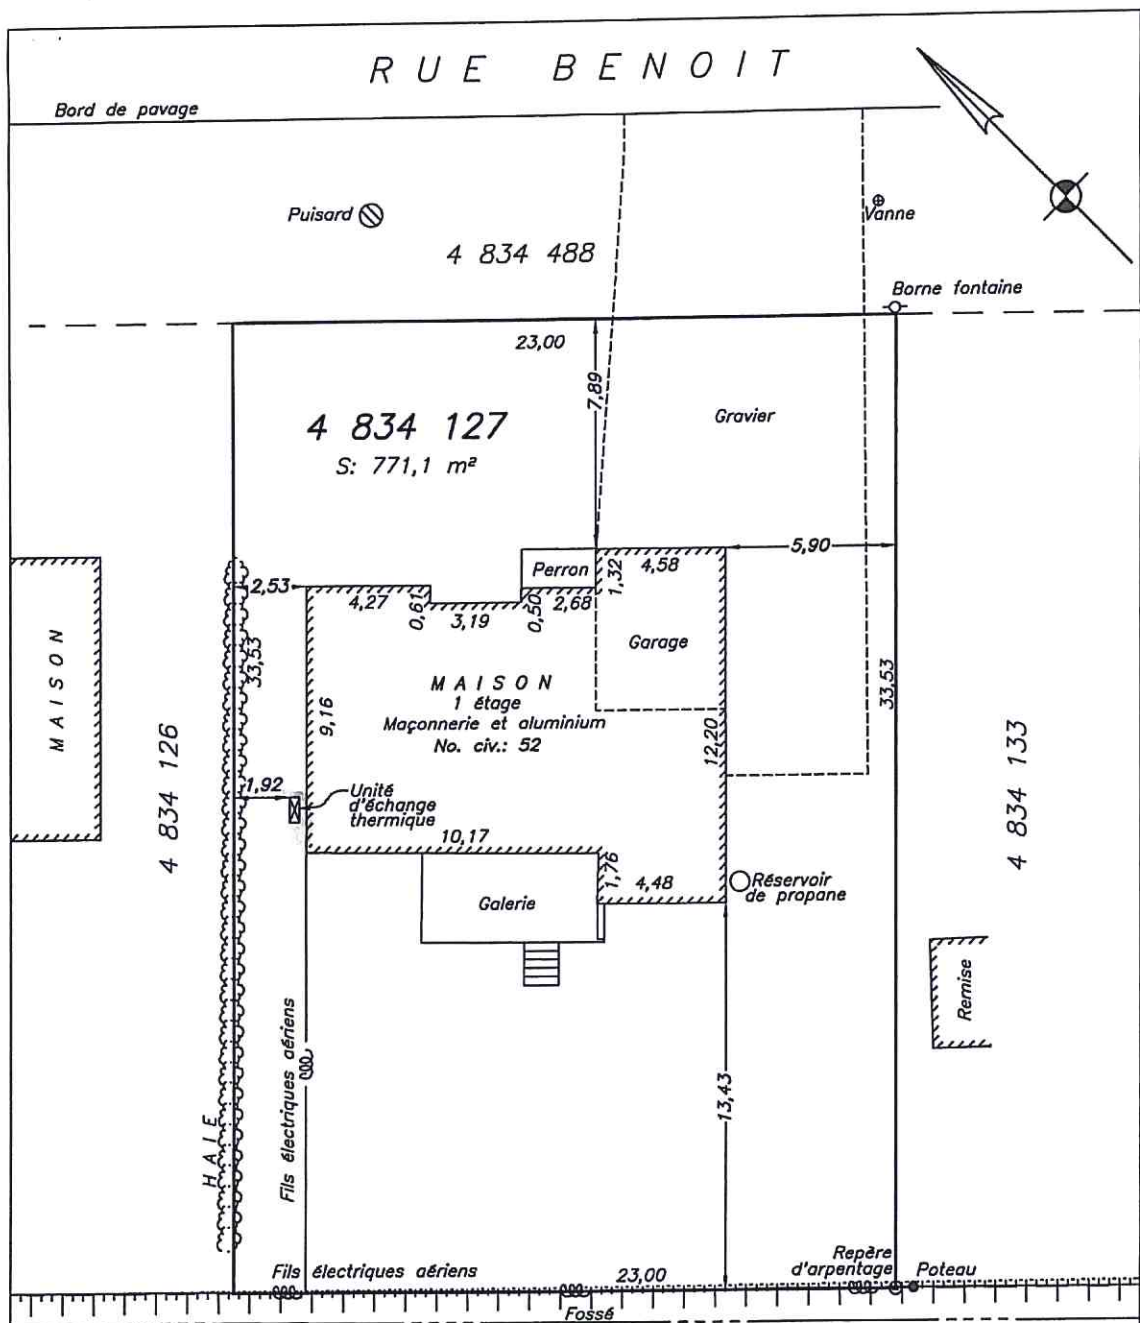 RUE BENOIT
Bord de pavage
Puisard
Vanne
4 834 488
Borne fontaine
23,00
7,89
4 834 127
S: 771,1 m²
Gravier
5,90
2,53
4,27
0,61
3,19
0,50
Perron
2,68
1,32
4,58
Garage
33,53
33,53
MAISON
MAISON
1 étage
Maçonnerie et aluminium
No. civ.: 52
9,16
12,20
4 834 126
4 834 133
1,92
Unité
d'échange
thermique
10,17
1,76
4,48
Galerie
Réservoir
de propane
Remise
Fils électriques aériens
13,43
HAIE
Fils électriques aériens
23,00
Repère
d'arpentage
Poteau
Fossé